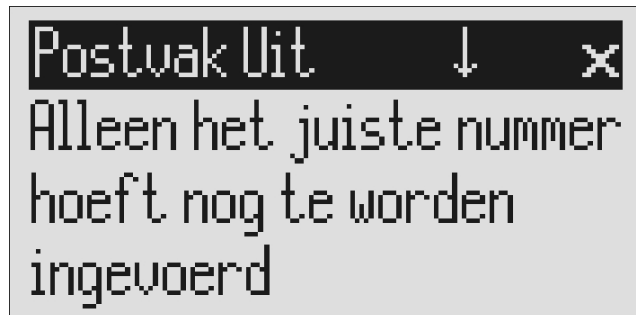 Postvak Uit ↓ x
Alleen het juiste nummer
hoeft nog te worden
ingevoerd